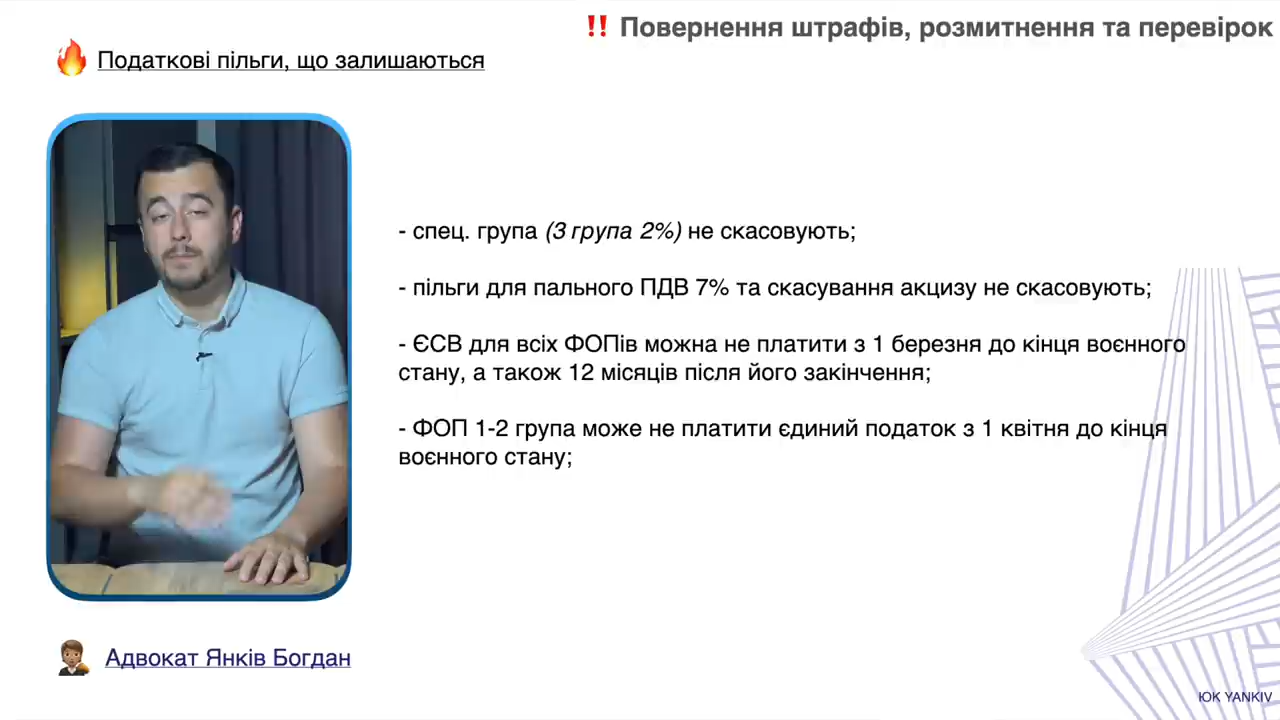 ‼️ Повернення штрафів, розмитнення та перевірок
🔥 Податкові пільги, що залишаються
- спец. група (3 група 2%) не скасовують;
- пільги для пального ПДВ 7% та скасування акцизу не скасовують;
- ЄСВ для всіх ФОПів можна не платити з 1 березня до кінця воєнного
стану, а також 12 місяців після його закінчення;
- ФОП 1-2 група може не платити єдиний податок з 1 квітня до кінця
воєнного стану;
Адвокат Янків Богдан
ЮК YANKIV